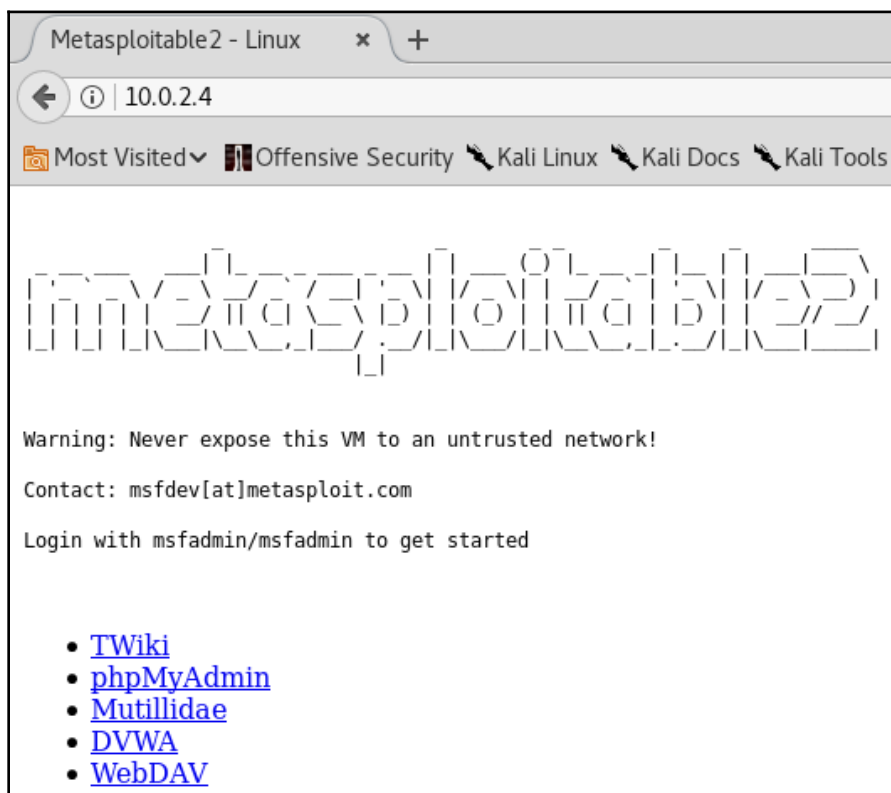 Metasploitable2 - Linux
10.0.2.4
Most Visited Offensive Security Kali Linux Kali Docs Kali Tools
metasploitable2
Warning: Never expose this VM to an untrusted network!
Contact: msfdev[at]metasploit.com
Login with msfadmin/msfadmin to get started
TWiki
phpMyAdmin
Mutillidae
DVWA
WebDAV